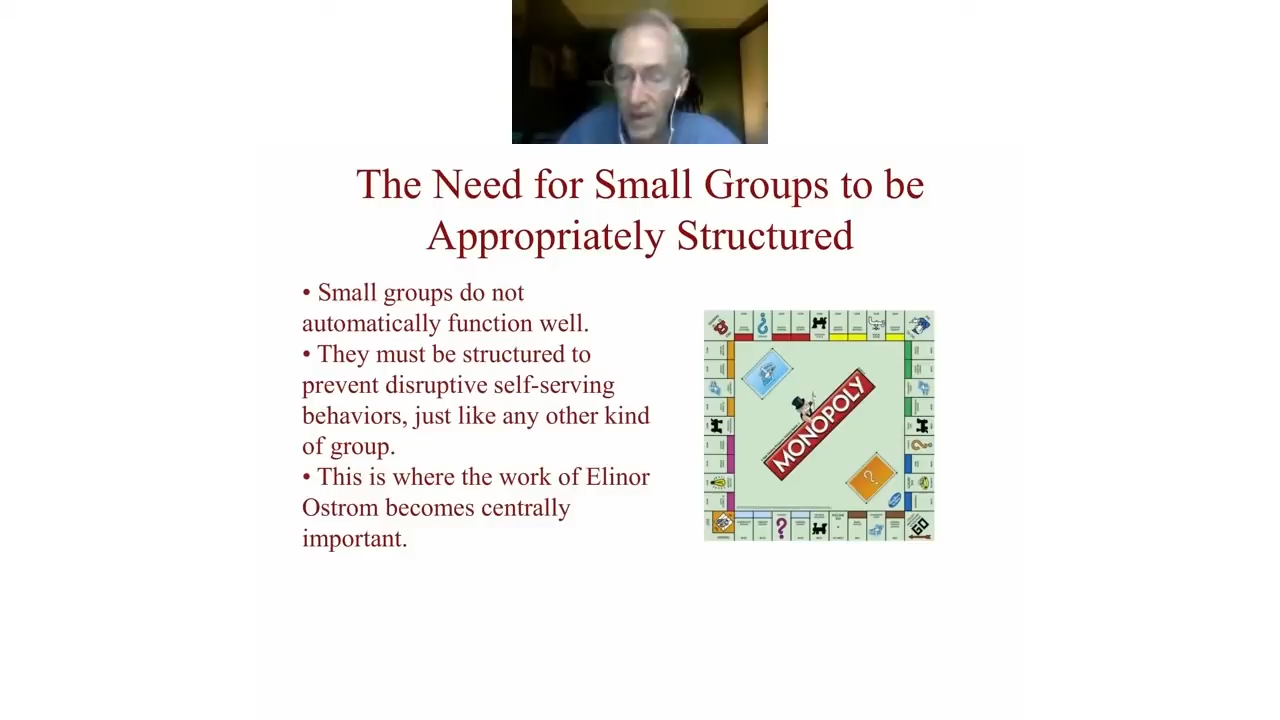 The Need for Small Groups to be
Appropriately Structured
• Small groups do not
automatically function well.
• They must be structured to
prevent disruptive self-serving
behaviors, just like any other kind
of group.
• This is where the work of Elinor
Ostrom becomes centrally
important.
MONOPOLY
GO